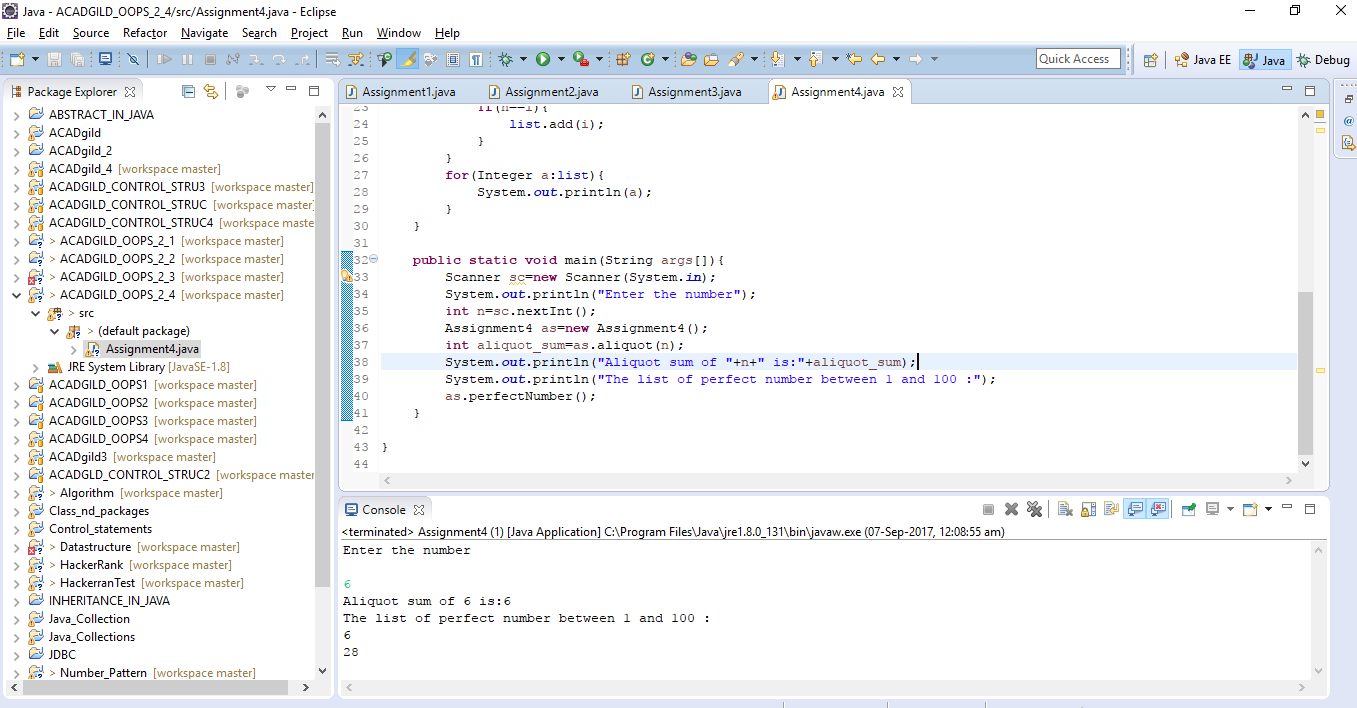 Java - ACADGILD_OOPS_2_4/src/Assignment4.java - Eclipse
File Edit Source Refactor Navigate Search Project Run Window Help
Quick Access Java EE Java Debug
Package Explorer
ABSTRACT_IN_JAVA
ACADgild
ACADgild_2
ACADgild_4 [workspace master]
ACADGILD_CONTROL_STRU3 [workspace master]
ACADGILD_CONTROL_STRUC [workspace master]
ACADGILD_CONTROL_STRUC4 [workspace maste
> ACADGILD_OOPS_2_1 [workspace master]
> ACADGILD_OOPS_2_2 [workspace master]
> ACADGILD_OOPS_2_3 [workspace master]
> ACADGILD_OOPS_2_4 [workspace master]
> src
> (default package)
Assignment4.java
JRE System Library [JavaSE-1.8]
ACADGILD_OOPS1 [workspace master]
ACADGILD_OOPS2 [workspace master]
ACADGILD_OOPS3 [workspace master]
ACADGILD_OOPS4 [workspace master]
ACADgild3 [workspace master]
ACADGLD_CONTROL_STRUC2 [workspace master
> Algorithm [workspace master]
Class_nd_packages
Control_statements
> Datastructure [workspace master]
> HackerRank [workspace master]
> HackerranTest [workspace master]
INHERITANCE_IN_JAVA
Java_Collection
Java_Collections
JDBC
> Number_Pattern [workspace master]
Assignment1.java Assignment2.java Assignment3.java Assignment4.java
23 if(n==i){
24 list.add(i);
25 }
26 }
27 for(Integer a:list){
28 System.out.println(a);
29 }
30 }
31
32 public static void main(String args[]){
33 Scanner sc=new Scanner(System.in);
34 System.out.println("Enter the number");
35 int n=sc.nextInt();
36 Assignment4 as=new Assignment4();
37 int aliquot_sum=as.aliquot(n);
38 System.out.println("Aliquot sum of "+n+" is:"+aliquot_sum);
39 System.out.println("The list of perfect number between 1 and 100 :");
40 as.perfectNumber();
41 }
42
43 }
44
Console
<terminated> Assignment4 (1) [Java Application] C:\Program Files\Java\jre1.8.0_131\bin\javaw.exe (07-Sep-2017, 12:08:55 am)
Enter the number
6
Aliquot sum of 6 is:6
The list of perfect number between 1 and 100 :
6
28